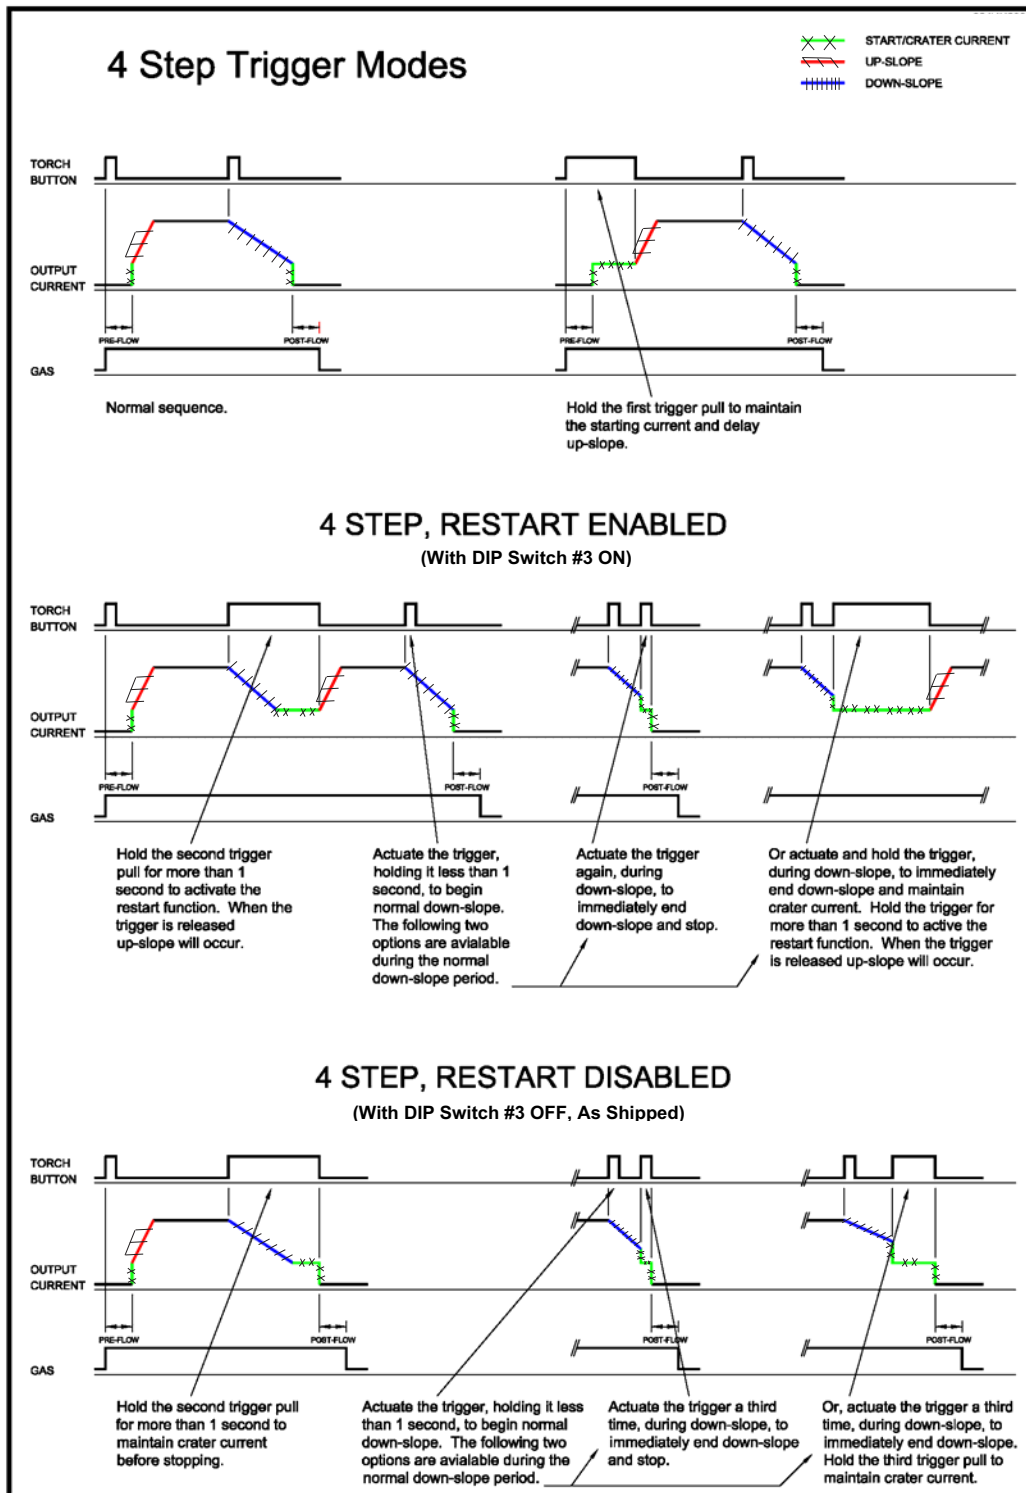 4 Step Trigger Modes
START/CRATER CURRENT
UP-SLOPE
DOWN-SLOPE
TORCH
BUTTON
OUTPUT
CURRENT
PRE-FLOW
POST-FLOW
PRE-FLOW
POST-FLOW
GAS
Normal sequence.
Hold the first trigger pull to maintain
the starting current and delay
up-slope.
4 STEP, RESTART ENABLED
(With DIP Switch #3 ON)
TORCH
BUTTON
OUTPUT
CURRENT
PRE-FLOW
POST-FLOW
POST-FLOW
GAS
Hold the second trigger
pull for more than 1
second to activate the
restart function. When the
trigger is released
up-slope will occur.
Actuate the trigger,
holding it less than 1
second, to begin
normal down-slope.
The following two
options are avialable
during the normal
down-slope period.
Actuate the trigger
again, during
down-slope, to
immediately end
down-slope and stop.
Or actuate and hold the trigger,
during down-slope, to immediately
end down-slope and maintain
crater current. Hold the trigger for
more than 1 second to active the
restart function. When the trigger
is released up-slope will occur.
4 STEP, RESTART DISABLED
(With DIP Switch #3 OFF, As Shipped)
TORCH
BUTTON
OUTPUT
CURRENT
PRE-FLOW
POST-FLOW
POST-FLOW
POST-FLOW
GAS
Hold the second trigger pull
for more than 1 second to
maintain crater current
before stopping.
Actuate the trigger, holding it less
than 1 second, to begin normal
down-slope. The following two
options are avialable during the
normal down-slope period.
Actuate the trigger a third
time, during down-slope, to
immediately end down-slope
and stop.
Or, actuate the trigger a third
time, during down-slope, to
immediately end down-slope.
Hold the third trigger pull to
maintain crater current.